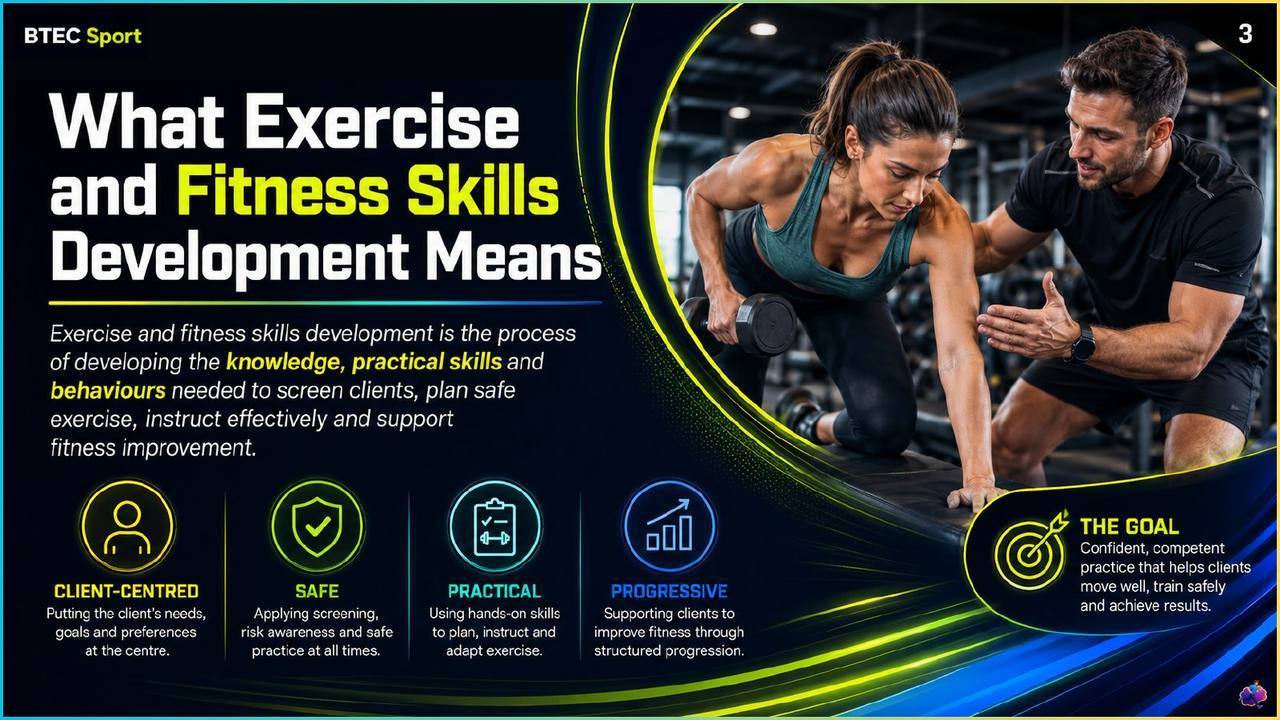 BTEC Sport
3
What Exercise
and Fitness Skills
Development Means
Exercise and fitness skills development is the process
of developing the knowledge, practical skills and
behaviours needed to screen clients, plan safe
exercise, instruct effectively and support
fitness improvement.
CLIENT-CENTRED
Putting the client's needs,
goals and preferences
at the centre.
SAFE
Applying screening,
risk awareness and safe
practice at all times.
PRACTICAL
Using hands-on skills
to plan, instruct and
adapt exercise.
PROGRESSIVE
Supporting clients to
improve fitness through
structured progression.
THE GOAL
Confident, competent
practice that helps clients
move well, train safely
and achieve results.